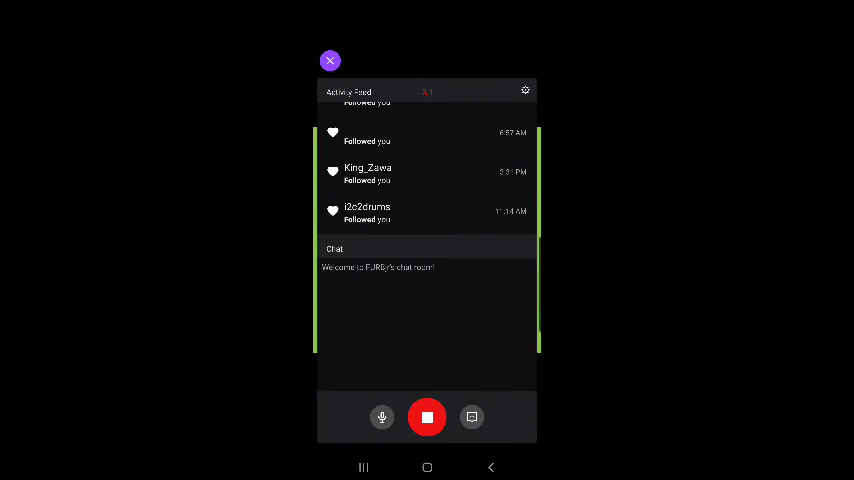 Activity Feed
Followed you
6:57 AM
Followed you
King_Zawa
3:31 PM
Followed you
i2c2drums
11:14 AM
Followed you
Chat
Welcome to FURBjr's chat room!